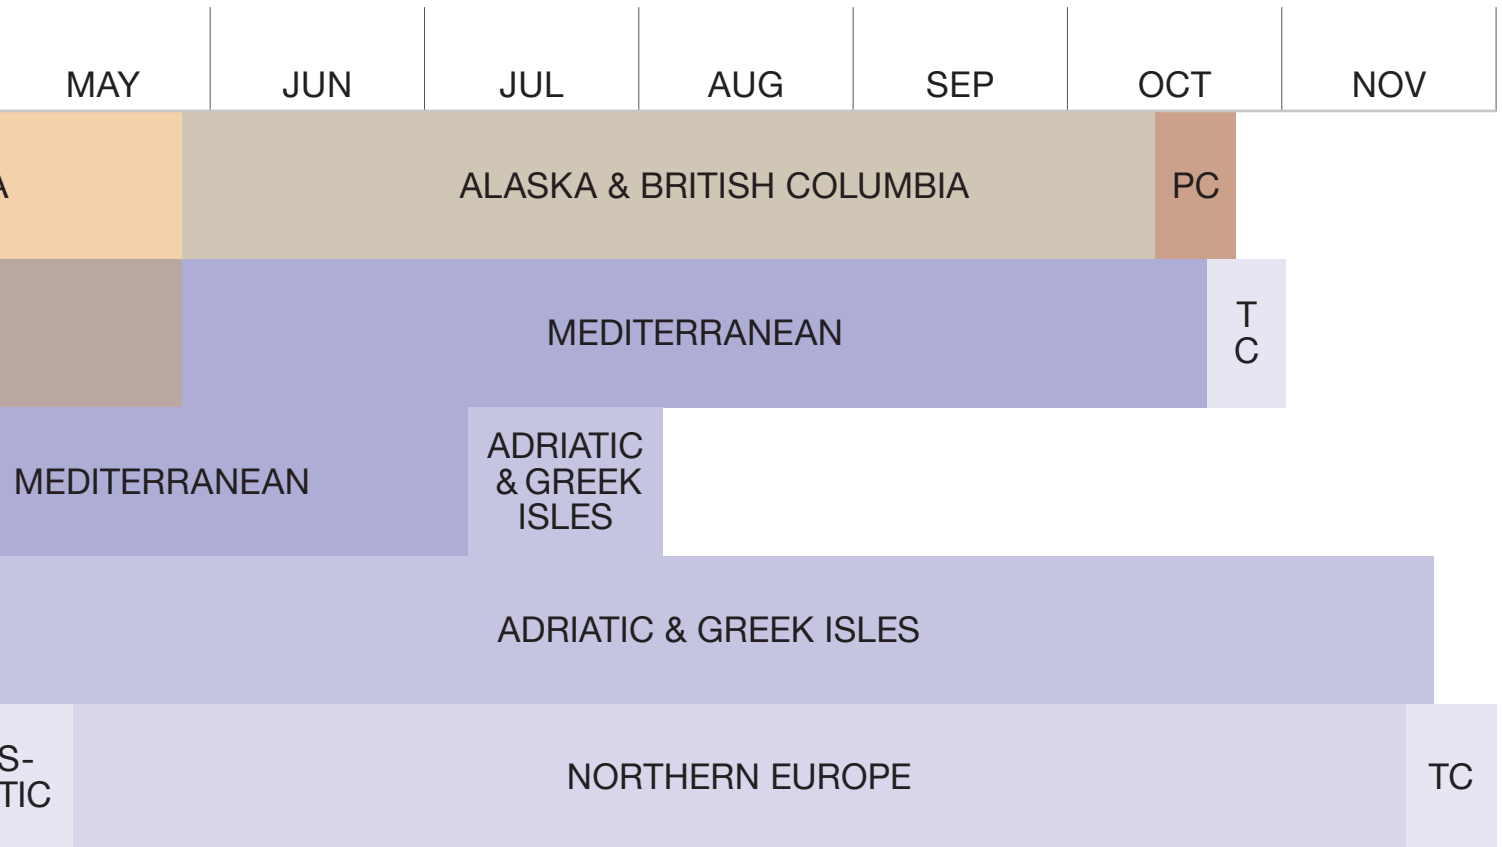 MAY JUN JUL AUG SEP OCT NOV
A ALASKA & BRITISH COLUMBIA PC
MEDITERRANEAN
T
C
MEDITERRANEAN
ADRIATIC
& GREEK
ISLES
ADRIATIC & GREEK ISLES
S-
TIC
NORTHERN EUROPE
TC